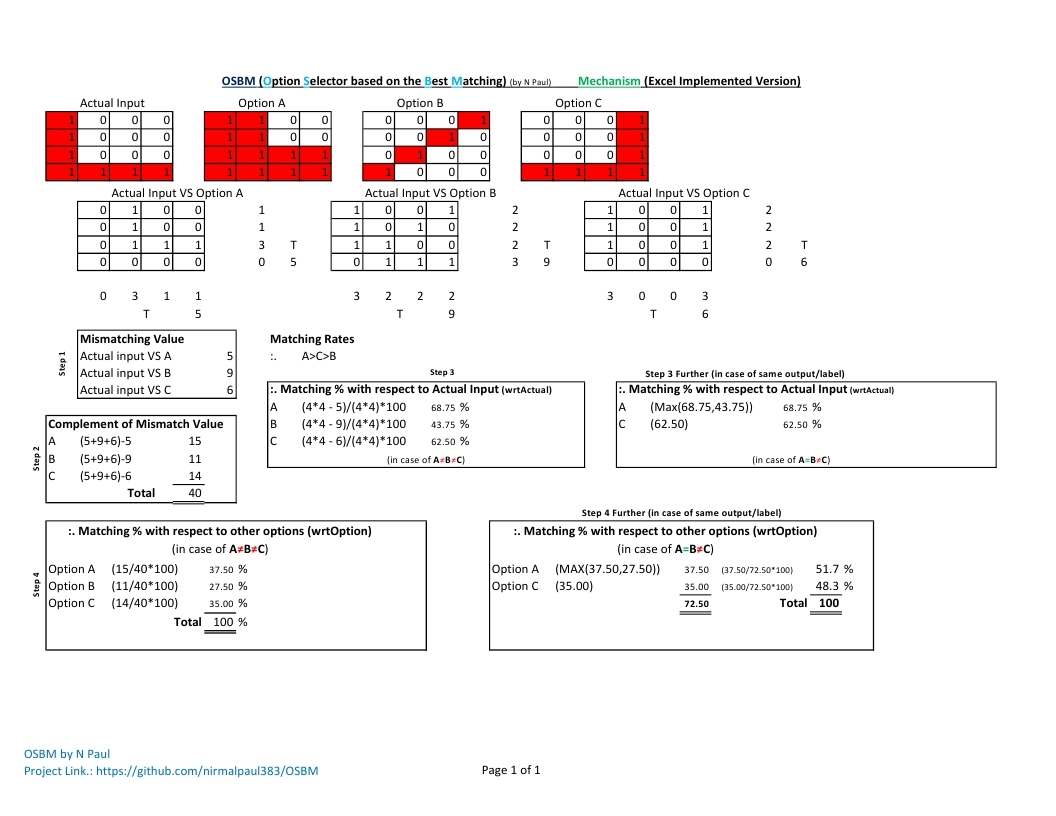 OSBM (Option Selector based on the Best Matching) (by N Paul) Mechanism (Excel Implemented Version)
Actual Input Option A Option B Option C
1 0 0 0 1 1 0 0 0 0 0 1 0 0 0 1
1 0 0 0 1 1 0 0 0 0 1 0 0 0 0 1
1 0 0 0 1 1 1 1 0 1 0 0 0 0 0 1
1 1 1 1 1 1 1 1 1 0 0 0 1 1 1 1
Actual Input VS Option A Actual Input VS Option B Actual Input VS Option C
0 1 0 0 1 1 0 0 1 2 1 0 0 1 2
0 1 0 0 1 1 0 1 0 2 1 0 0 1 2
0 1 1 1 3 T 1 1 0 0 2 T 1 0 0 1 2 T
0 0 0 0 0 5 0 1 1 1 3 9 0 0 0 0 0 6
0 3 1 1 3 2 2 2 3 0 0 3
T 5 T 9 T 6
Step 1
Mismatching Value
Actual input VS A 5
Actual input VS B 9
Actual input VS C 6
Matching Rates
:. A>C>B
Step 3
:. Matching % with respect to Actual Input (wrtActual)
A (4*4 - 5)/(4*4)*100 68.75 %
B (4*4 - 9)/(4*4)*100 43.75 %
C (4*4 - 6)/(4*4)*100 62.50 %
(in case of A≠B≠C)
Step 3 Further (in case of same output/label)
:. Matching % with respect to Actual Input (wrtActual)
A (Max(68.75,43.75)) 68.75 %
C (62.50) 62.50 %
(in case of A=B≠C)
Step 2
Complement of Mismatch Value
A (5+9+6)-5 15
B (5+9+6)-9 11
C (5+9+6)-6 14
Total 40
Step 4
:. Matching % with respect to other options (wrtOption)
(in case of A≠B≠C)
Option A (15/40*100) 37.50 %
Option B (11/40*100) 27.50 %
Option C (14/40*100) 35.00 %
Total 100 %
Step 4 Further (in case of same output/label)
:. Matching % with respect to other options (wrtOption)
(in case of A=B≠C)
Option A (MAX(37.50,27.50)) 37.50 (37.50/72.50*100) 51.7 %
Option C (35.00) 35.00 (35.00/72.50*100) 48.3 %
72.50 Total 100
OSBM by N Paul
Project Link.: https://github.com/nirmalpaul383/OSBM Page 1 of 1